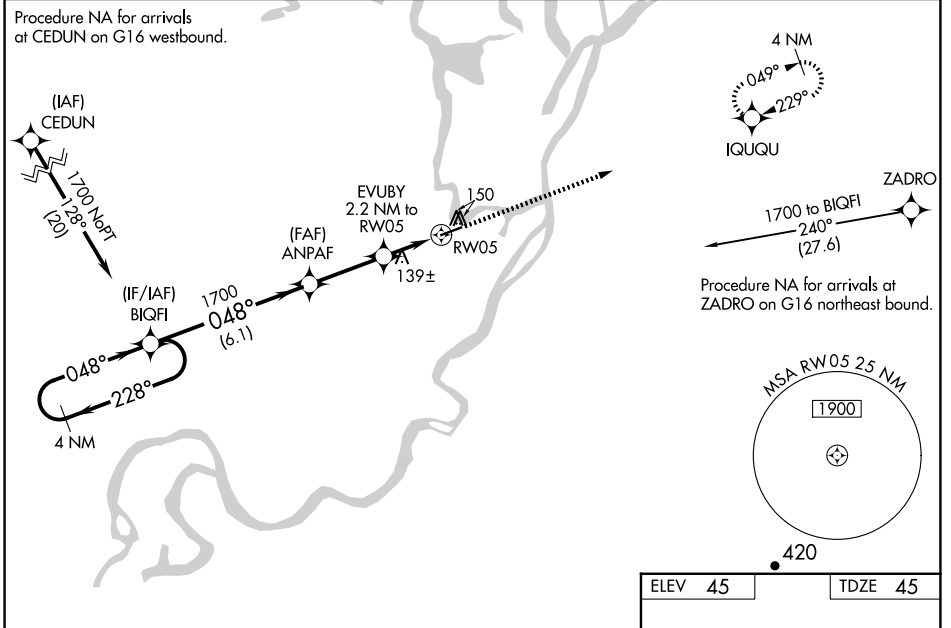 Procedure NA for arrivals
at CEDUN on G16 westbound.
4 NM
049°
229°
IQUQU
(IAF)
CEDUN
1700 NoPT
128°
(20)
ZADRO
1700 to BIQFI
240°
(27.6)
Procedure NA for arrivals at
ZADRO on G16 northeast bound.
EVUBY
2.2 NM to
RW05
150
RW05
139±
(FAF)
ANPAF
(IF/IAF)
BIQFI
1700
048°
(6.1)
048°
228°
4 NM
MSA RW05 25 NM
1900
420
ELEV 45
TDZE 45